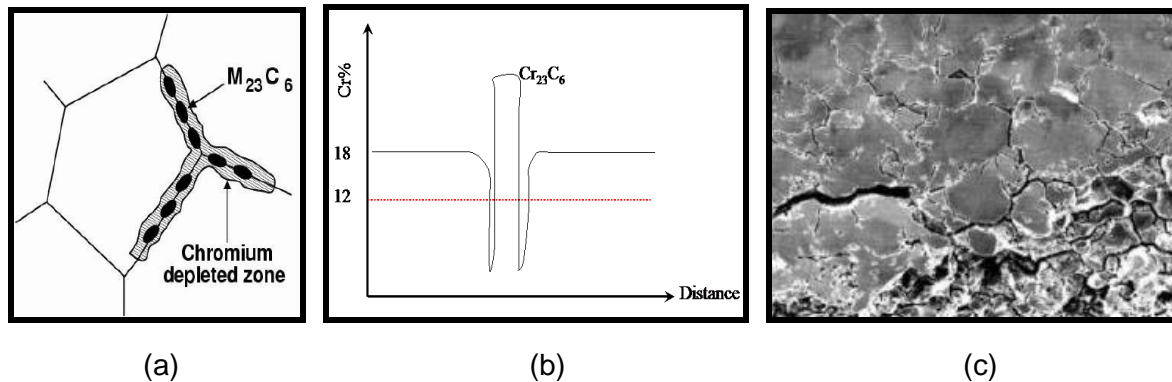 M₂₃C₆
Chromium
depleted zone
Cr%
Cr₂₃C₆
18
12
Distance
(a)
(b)
(c)